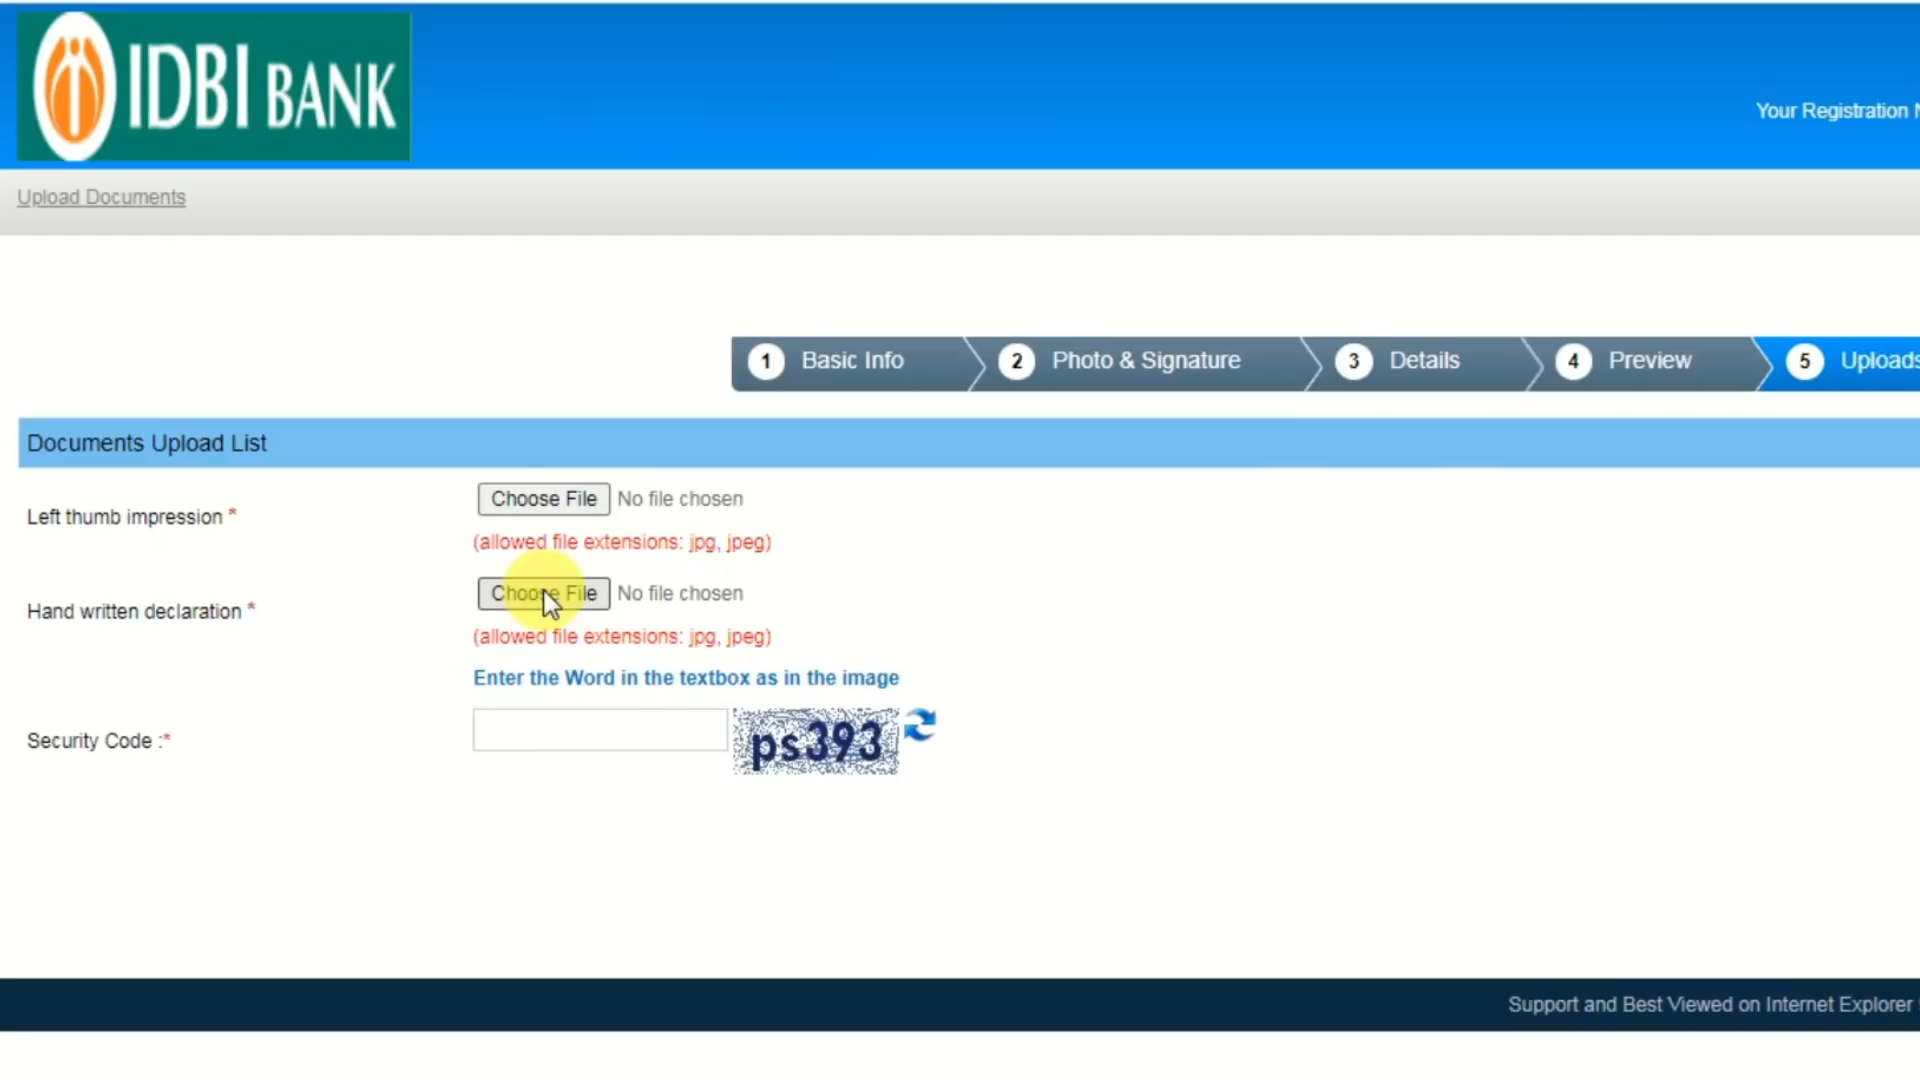 IDBI BANK
Your Registration
Upload Documents
1 Basic Info 2 Photo & Signature 3 Details 4 Preview 5 Uploads
Documents Upload List
Left thumb impression * Choose File No file chosen
(allowed file extensions: jpg, jpeg)
Hand written declaration * Choose File No file chosen
(allowed file extensions: jpg, jpeg)
Enter the Word in the textbox as in the image
Security Code :* ps393
Support and Best Viewed on Internet Explorer